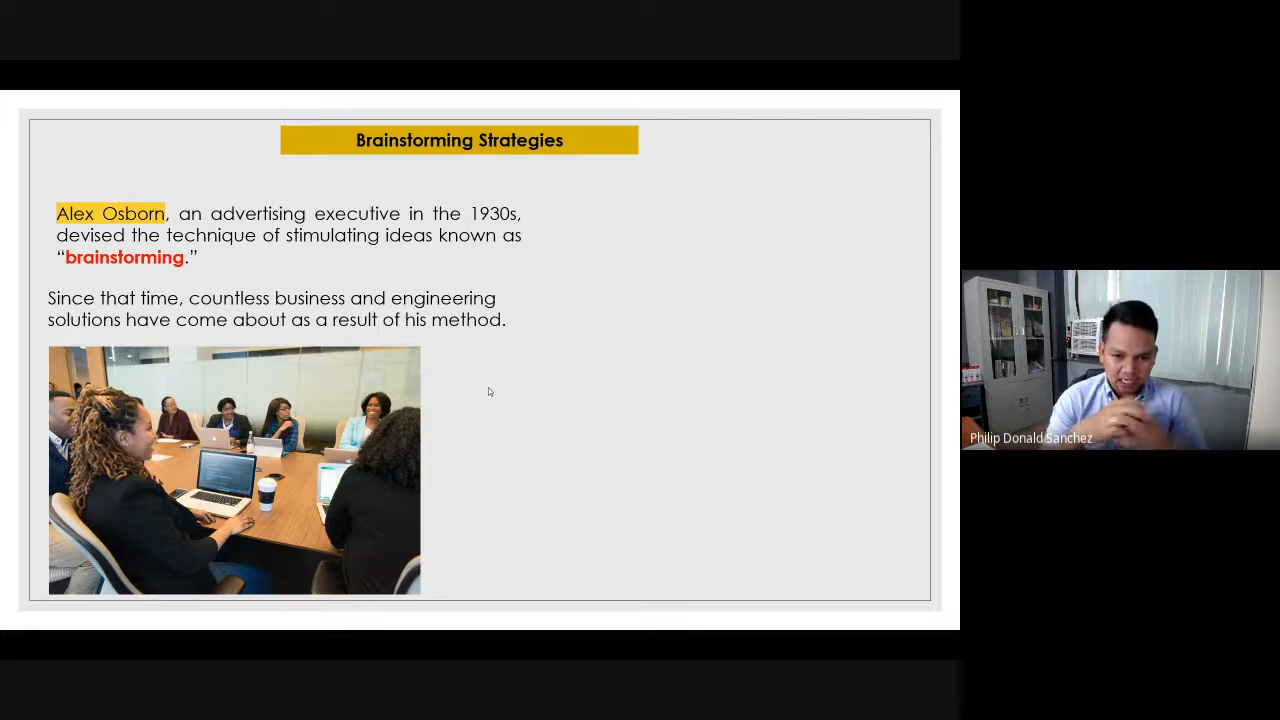 Brainstorming Strategies
Alex Osborn, an advertising executive in the 1930s,
devised the technique of stimulating ideas known as
“brainstorming.”
Since that time, countless business and engineering
solutions have come about as a result of his method.
Philip Donald Sanchez